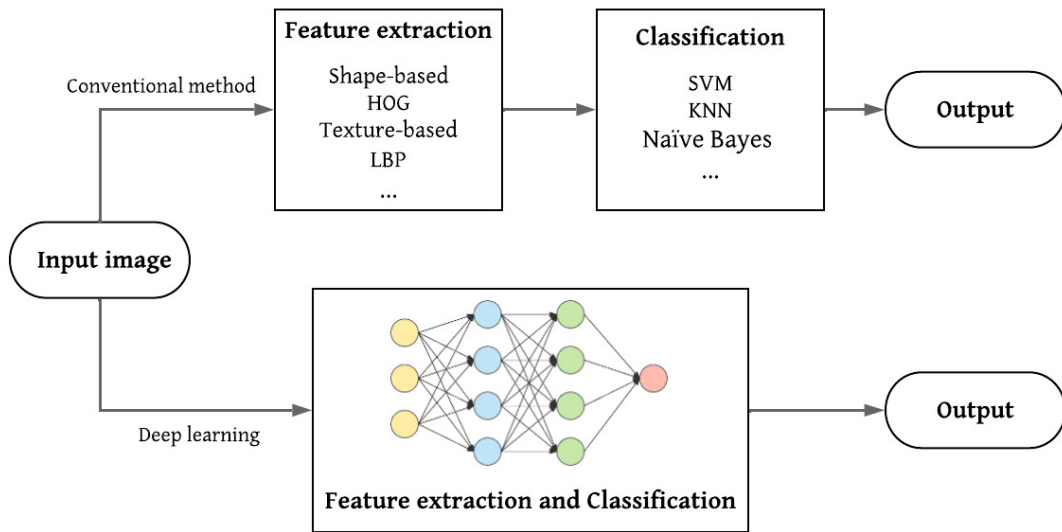 Feature extraction
Shape-based
HOG
Texture-based
LBP
...
Classification
SVM
KNN
Naïve Bayes
...
Conventional method
Output
Input image
Deep learning
Feature extraction and Classification
Output